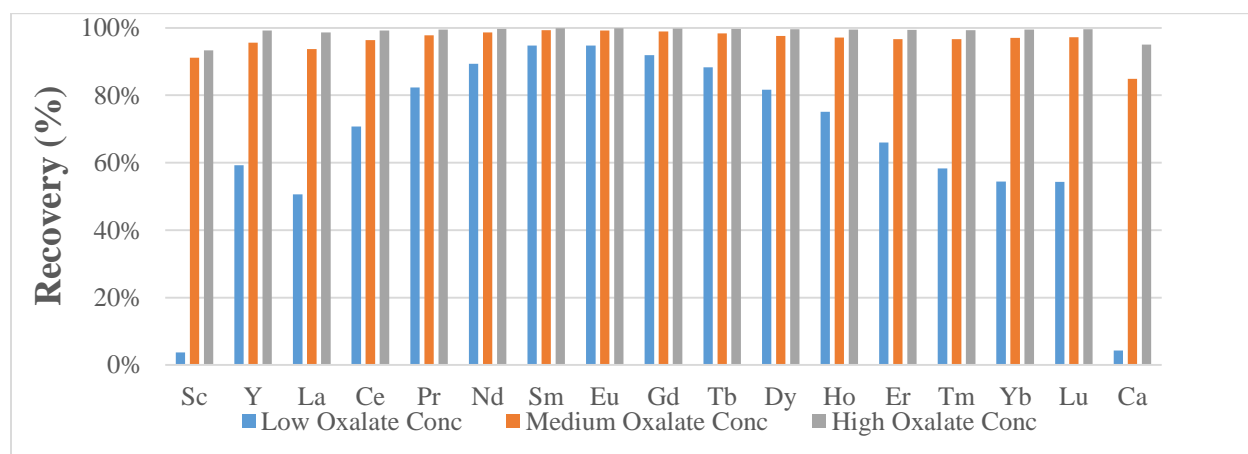 Recovery (%)
100%
80%
60%
40%
20%
0%
Sc Y La Ce Pr Nd Sm Eu Gd Tb Dy Ho Er Tm Yb Lu Ca
Low Oxalate Conc Medium Oxalate Conc High Oxalate Conc